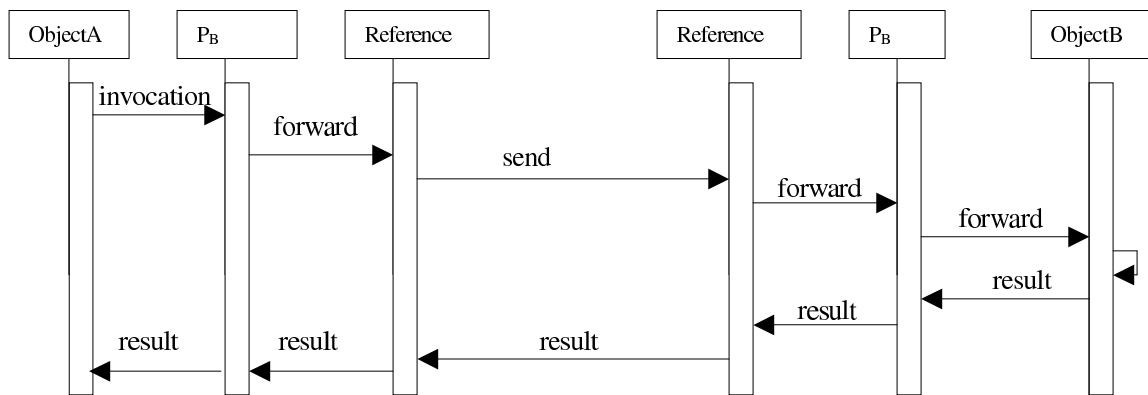 ObjectA
P_B
Reference
Reference
P_B
ObjectB
invocation
forward
send
forward
forward
result
result
result
result
result